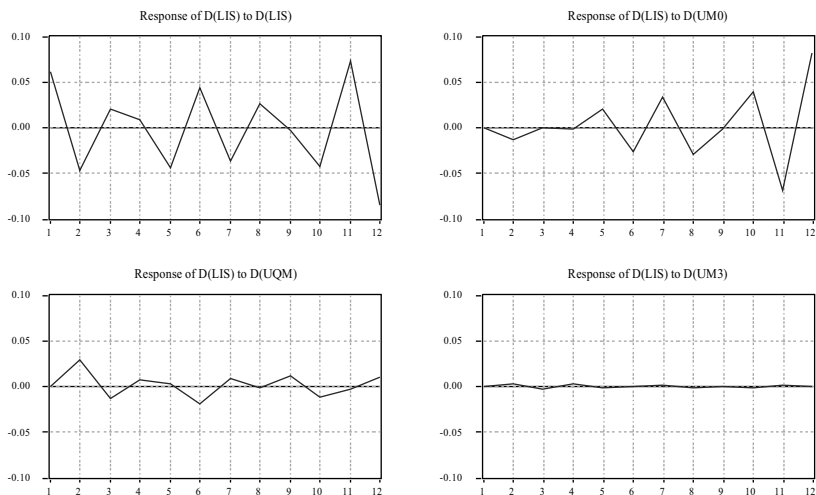 Response of D(LIS) to D(LIS)
0.10
0.05
0.00
-0.05
-0.10
1 2 3 4 5 6 7 8 9 10 11 12
Response of D(LIS) to D(UM0)
0.10
0.05
0.00
-0.05
-0.10
1 2 3 4 5 6 7 8 9 10 11 12
Response of D(LIS) to D(UQM)
0.10
0.05
0.00
-0.05
-0.10
1 2 3 4 5 6 7 8 9 10 11 12
Response of D(LIS) to D(UM3)
0.10
0.05
0.00
-0.05
-0.10
1 2 3 4 5 6 7 8 9 10 11 12